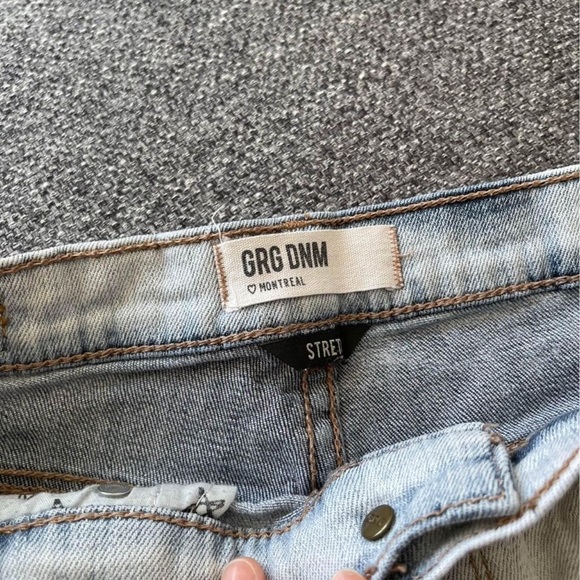 GRG DNM
♡ MONTREAL
STRET